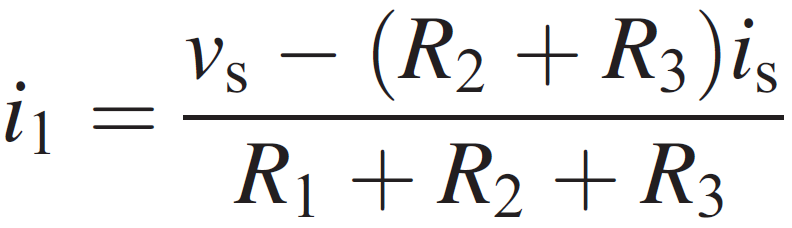 i₁ = (vₛ − (R₂ + R₃)iₛ) / (R₁ + R₂ + R₃)